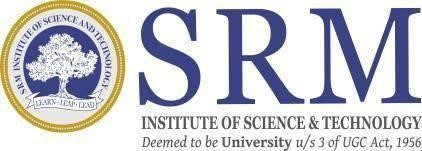 SRM INSTITUTE OF SCIENCE AND TECHNOLOGY
LEARN - LEAP - LEAD
SRM
INSTITUTE OF SCIENCE & TECHNOLOGY
Deemed to be University u/s 3 of UGC Act, 1956